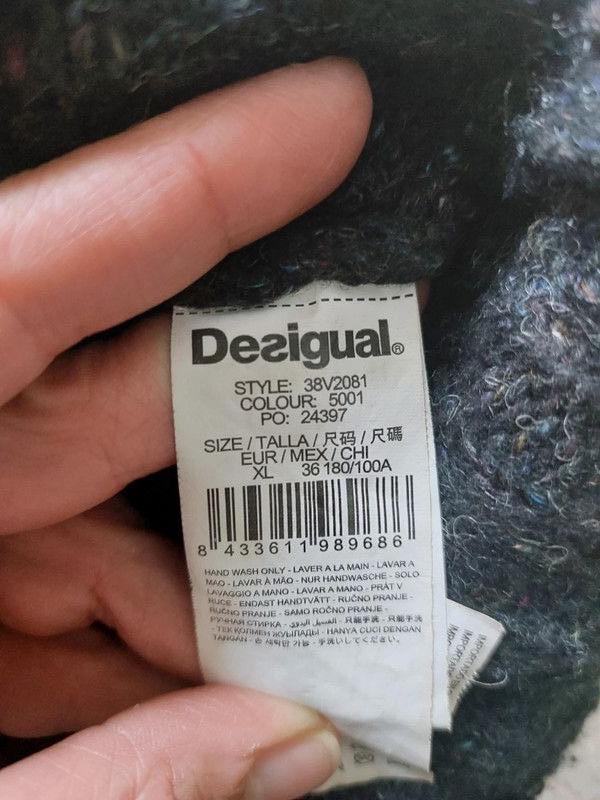 Desigual®
STYLE: 38V2081
COLOUR: 5001
PO: 24397
SIZE / TALLA / 尺码 / 尺碼
EUR / MEX / CHI
XL 36 180/100A
8 433611 989686
HAND WASH ONLY - LAVER A LA MAIN - LAVAR A
MAO - LAVAR À MÃO - NUR HANDWASCHE - SOLO
LAVAGGIO A MANO - LAVAR A MANO - PRÁT V
RUCE - ENDAST HANDTVÄTT - RUČNO PRANJE -
RUČNO PRANJE - SAMO ROČNO PRANJE -
РУЧНАЯ СТИРКА - الغسيل اليدوي - 只能手洗 - 只能手洗
- ТЕК ҚОЛМЕН ЖУЫЛАДЫ - HANYA CUCI DENGAN
TANGAN - 손 세탁만 가능 - 手洗いしてください。